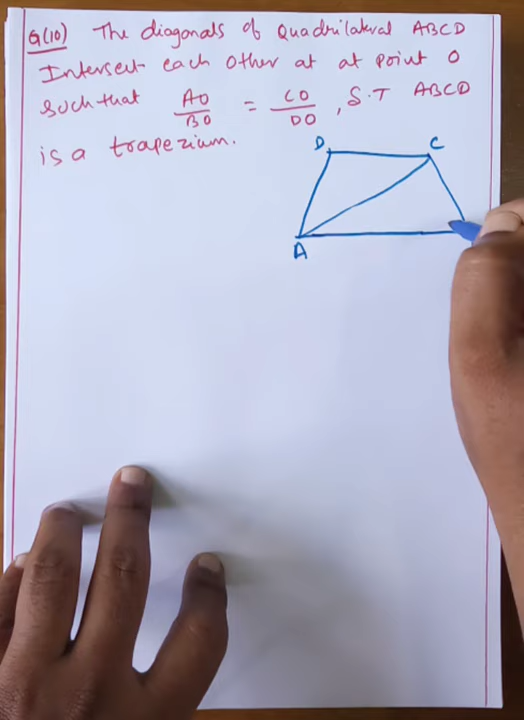 Q(10) The diagonals of Quadrilateral ABCD
Intersect each other at at point O
such that AO/BO = CO/DO, S.T ABCD
is a trapezium.
D C
A